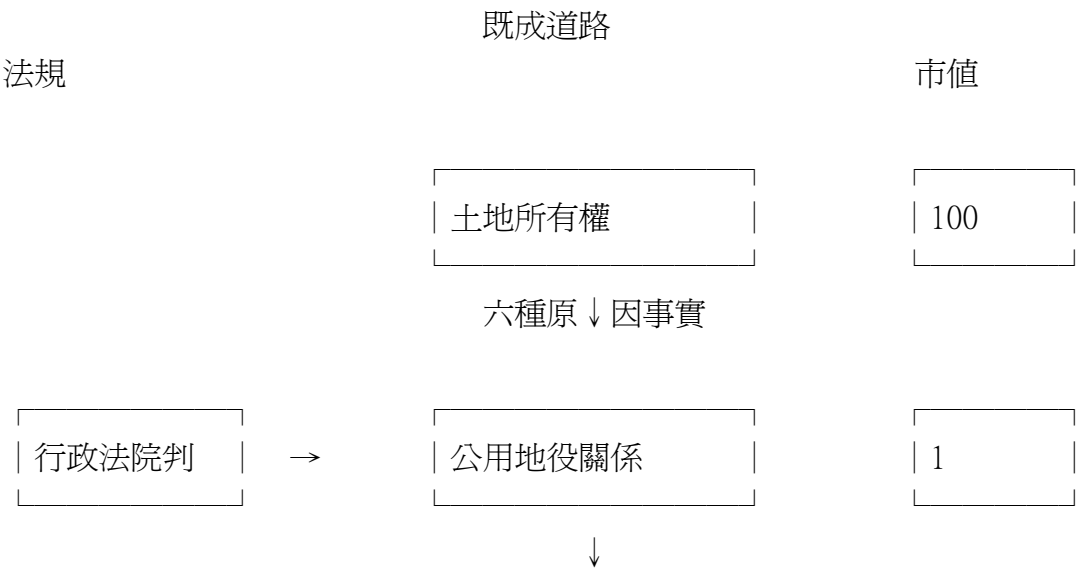 既成道路
法規 市值
土地所有權 100
六種原↓因事實
行政法院判 → 公用地役關係 1
↓